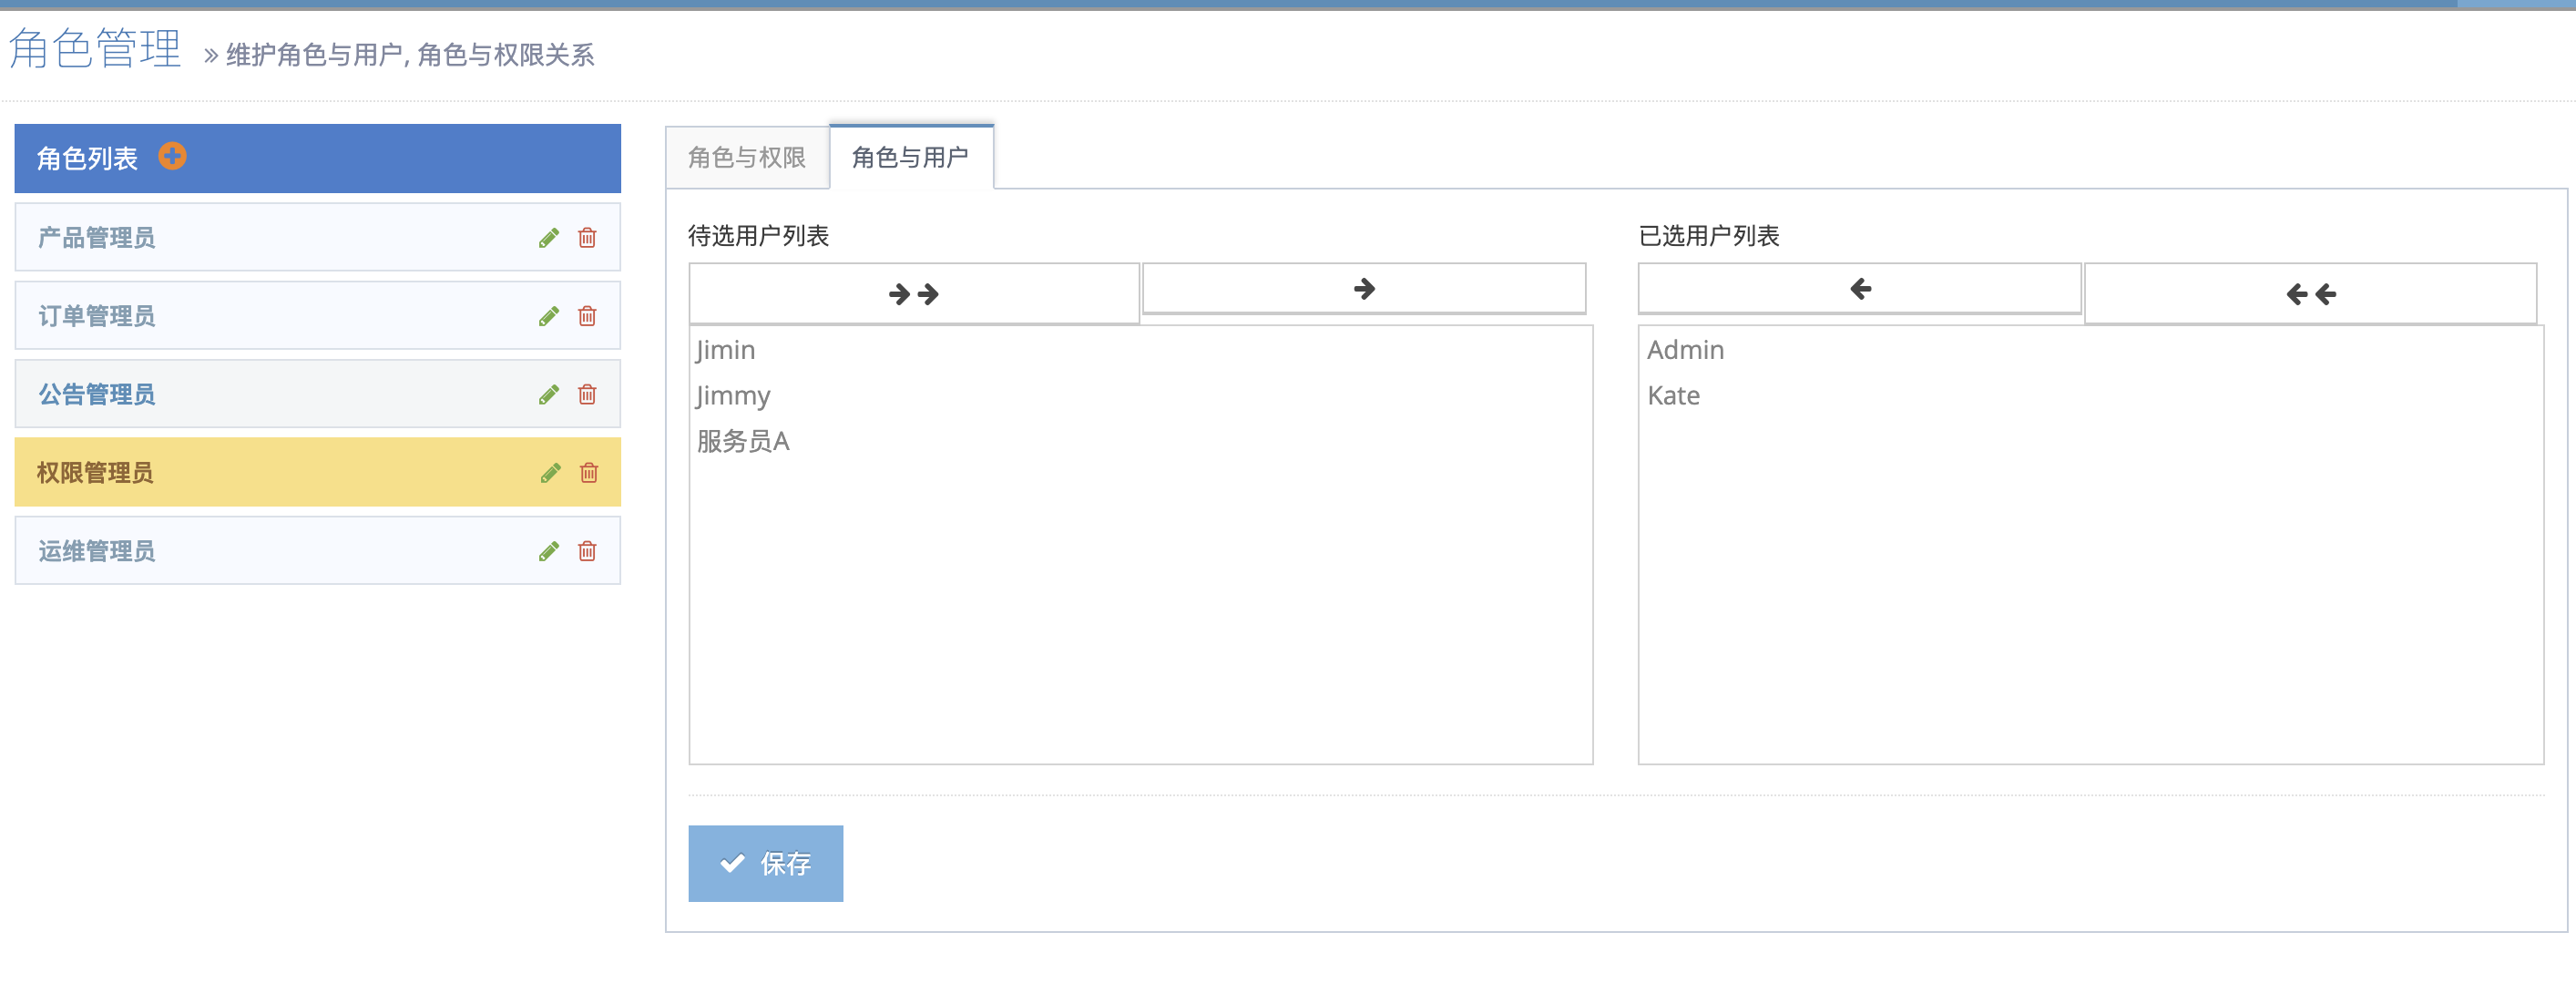 角色管理 » 维护角色与用户, 角色与权限关系
角色列表
产品管理员
订单管理员
公告管理员
权限管理员
运维管理员
角色与权限
角色与用户
待选用户列表
Jimin
Jimmy
服务员A
已选用户列表
Admin
Kate
保存